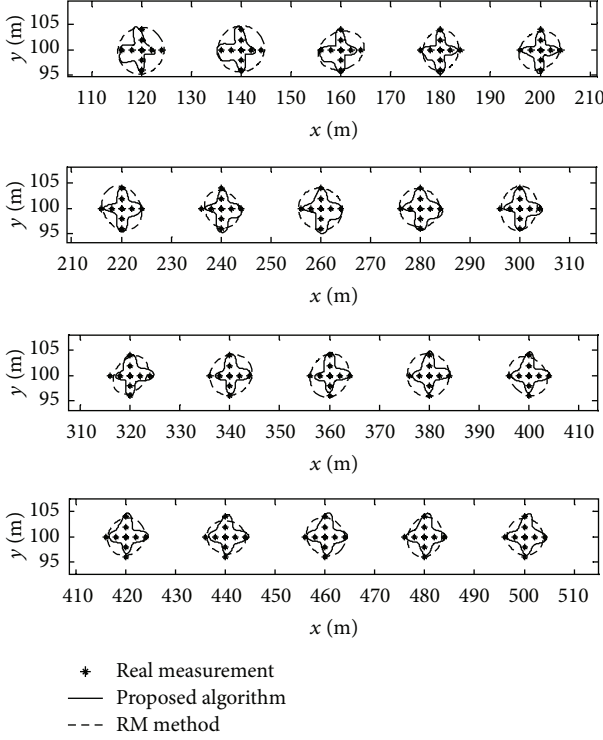 105
100
95
y (m)
110 120 130 140 150 160 170 180 190 200 210
x (m)
105
100
95
y (m)
210 220 230 240 250 260 270 280 290 300 310
x (m)
105
100
95
y (m)
310 320 330 340 350 360 370 380 390 400 410
x (m)
105
100
95
y (m)
410 420 430 440 450 460 470 480 490 500 510
x (m)
Real measurement
Proposed algorithm
RM method